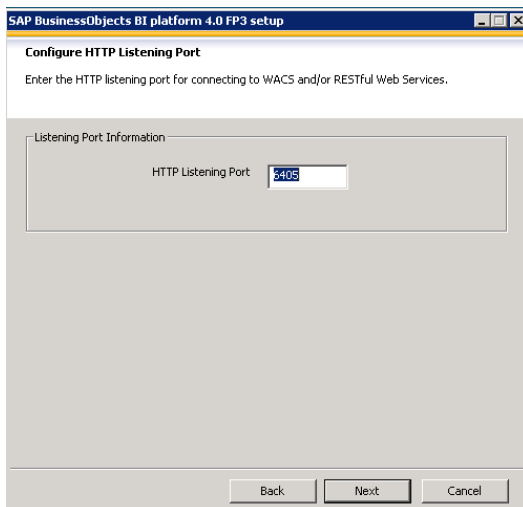 SAP BusinessObjects BI platform 4.0 FP3 setup
Configure HTTP Listening Port
Enter the HTTP listening port for connecting to WACS and/or RESTful Web Services.
Listening Port Information
HTTP Listening Port 6405
Back Next Cancel